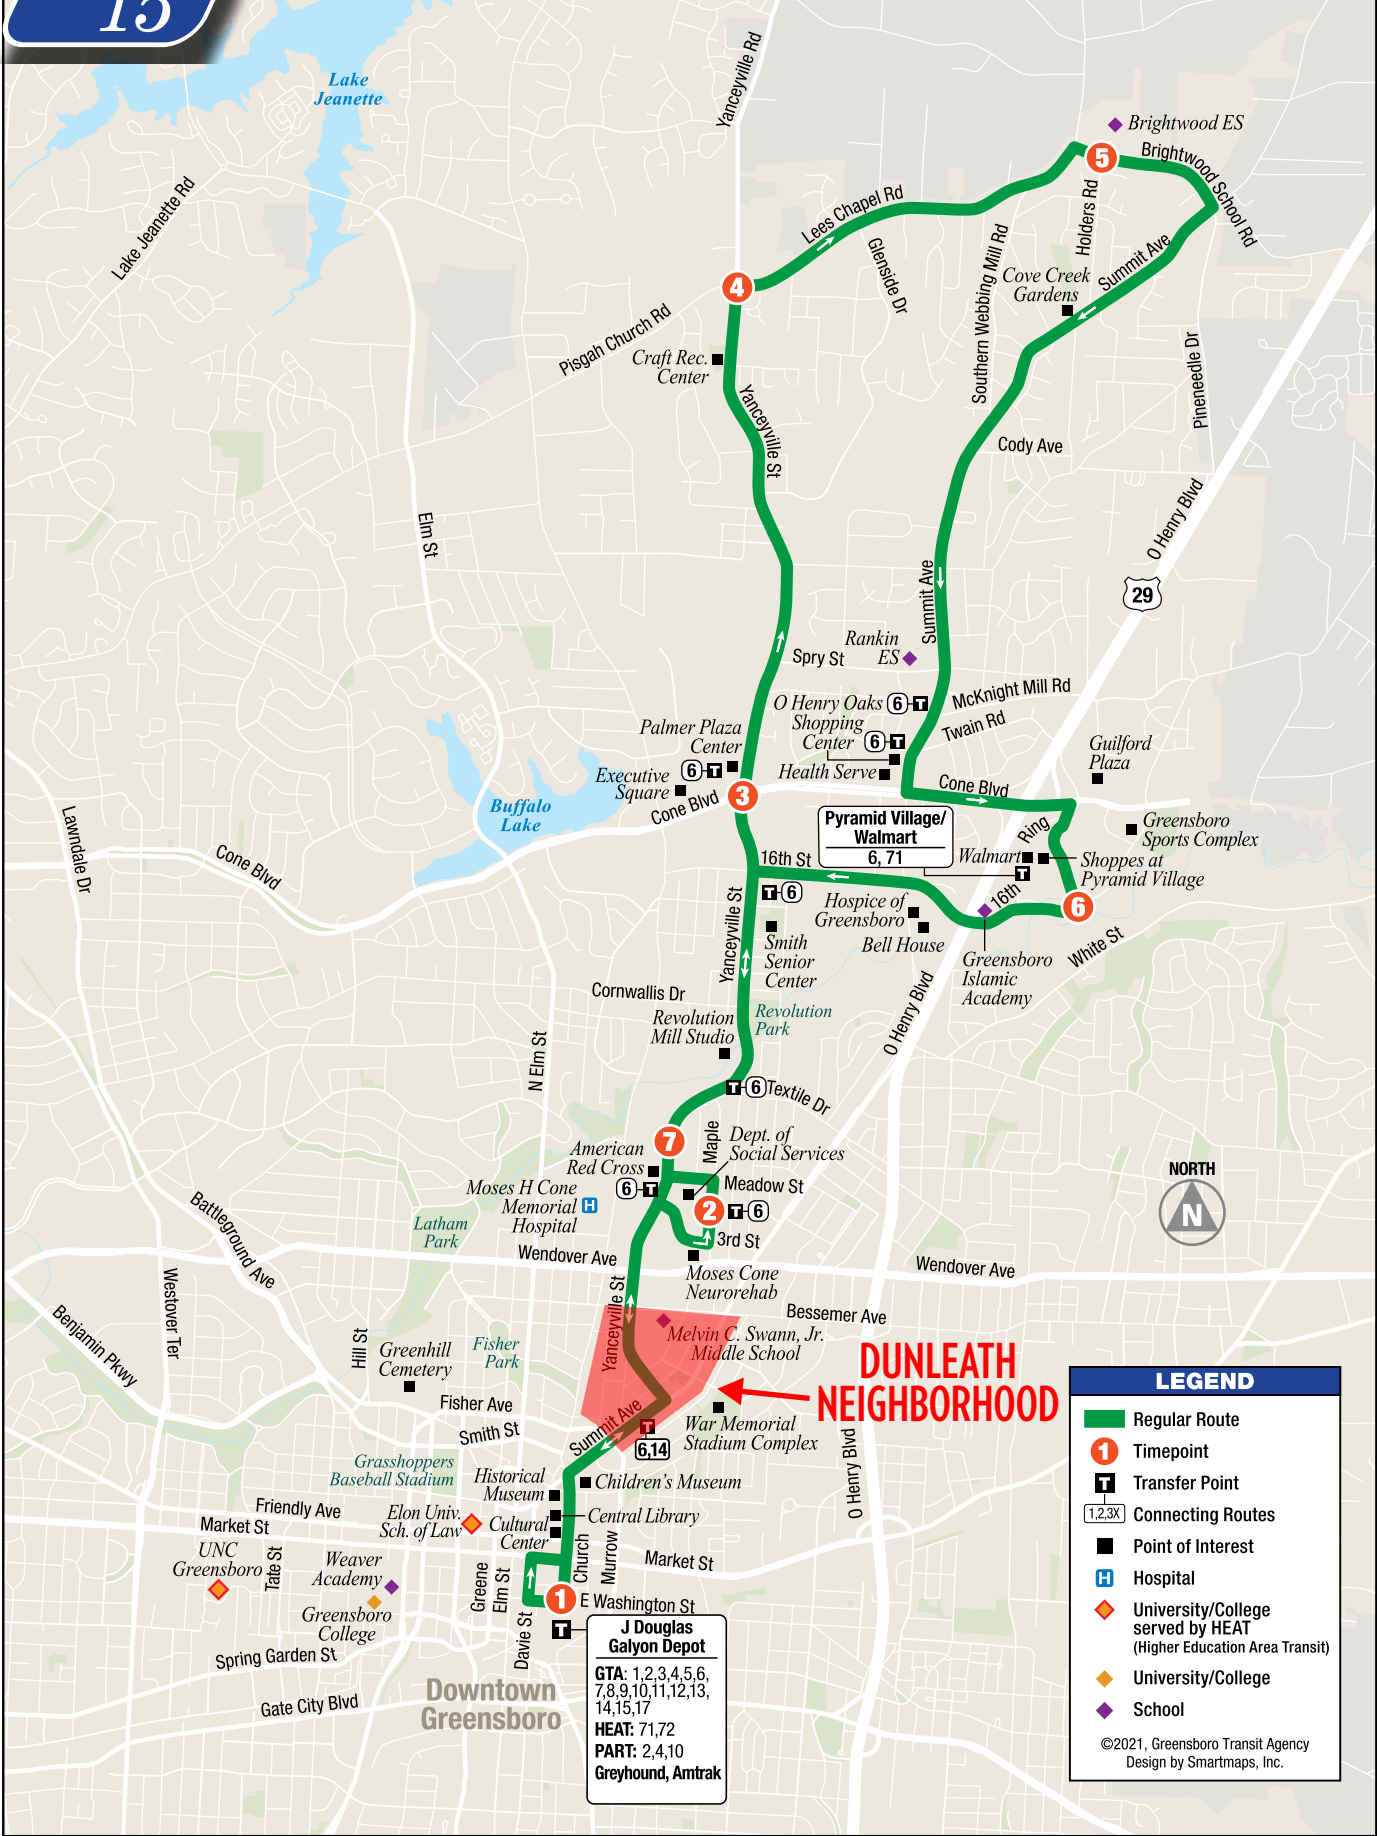 15
Lake
Jeanette
Yanceyville Rd
Brightwood ES
Brightwood School Rd
Lake Jeanette Rd
Lees Chapel Rd
5
Holders Rd
Glenside Dr
Southern Webbing Mill Rd
Summit Ave
Cove Creek
Gardens
4
Pisgah Church Rd
Craft Rec.
Center
Pineneedle Dr
Yanceyville St
Cody Ave
Elm St
O Henry Blvd
29
Summit Ave
Rankin
ES
Spry St
McKnight Mill Rd
O Henry Oaks 6 T
Shopping
Center 6 T
Twain Rd
Palmer Plaza
Center
6 T
Health Serve
Guilford
Plaza
Executive
Square
Cone Blvd
3
Cone Blvd
Buffalo
Lake
Lawndale Dr
Cone Blvd
Pyramid Village/
Walmart
6, 71
Ring
Greensboro
Sports Complex
16th St
Walmart
Shoppes at
Pyramid Village
T
T 6
16th
6
Yanceyville St
Hospice of
Greensboro
Bell House
Smith
Senior
Center
White St
Greensboro
Islamic
Academy
Cornwallis Dr
O Henry Blvd
Revolution
Mill Studio
Revolution
Park
N Elm St
T 6
Textile Dr
7
Maple
Dept. of
Social Services
American
Red Cross
Meadow St
6 T
Moses H Cone
Memorial
Hospital
H
2
T 6
3rd St
NORTH
N
Latham
Park
Battleground Ave
Wendover Ave
Wendover Ave
Moses Cone
Neurorehab
Westover Ter
Yanceyville St
Bessemer Ave
Benjamin Pkwy
Hill St
Greenhill
Cemetery
Fisher
Park
Melvin C. Swann, Jr.
Middle School
DUNLEATH
NEIGHBORHOOD
Fisher Ave
Smith St
Summit Ave
T
6,14
War Memorial
Stadium Complex
O Henry Blvd
Grasshoppers
Baseball Stadium
Historical
Museum
Children's Museum
Friendly Ave
Market St
Elon Univ.
Sch. of Law
Cultural
Center
Central Library
UNC
Greensboro
Tate St
Weaver
Academy
Greene
Elm St
Church
Murrow
Market St
Greensboro
College
1
E Washington St
T
Davie St
Spring Garden St
Gate City Blvd
Downtown
Greensboro
J Douglas
Galyon Depot
GTA: 1,2,3,4,5,6,
7,8,9,10,11,12,13,
14,15,17
HEAT: 71,72
PART: 2,4,10
Greyhound, Amtrak
LEGEND
Regular Route
1 Timepoint
T Transfer Point
1,2,3X Connecting Routes
Point of Interest
H Hospital
University/College
served by HEAT
(Higher Education Area Transit)
University/College
School
©2021, Greensboro Transit Agency
Design by Smartmaps, Inc.